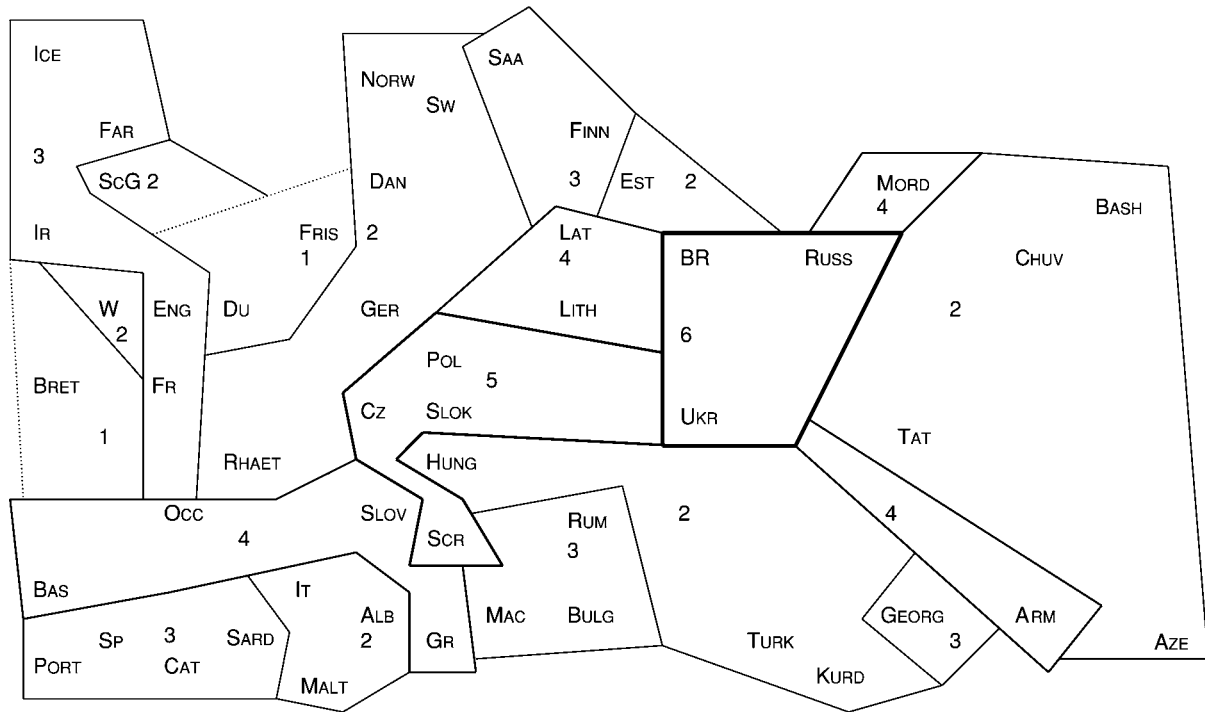 ICE
SAA
NORW
SW
FAR
FINN
3
SCG 2
DAN
3
EST
2
MORD
4
BASH
IR
FRIS
1
2
LAT
4
BR
RUSS
CHUV
W
2
ENG
DU
GER
LITH
6
2
BRET
FR
POL
5
CZ
SLOK
UKR
1
TAT
RHAET
HUNG
OCC
4
SLOV
SCR
RUM
3
2
4
BAS
IT
ALB
2
MAC
BULG
GEORG
3
ARM
SP
3
SARD
GR
TURK
AZE
PORT
CAT
MALT
KURD